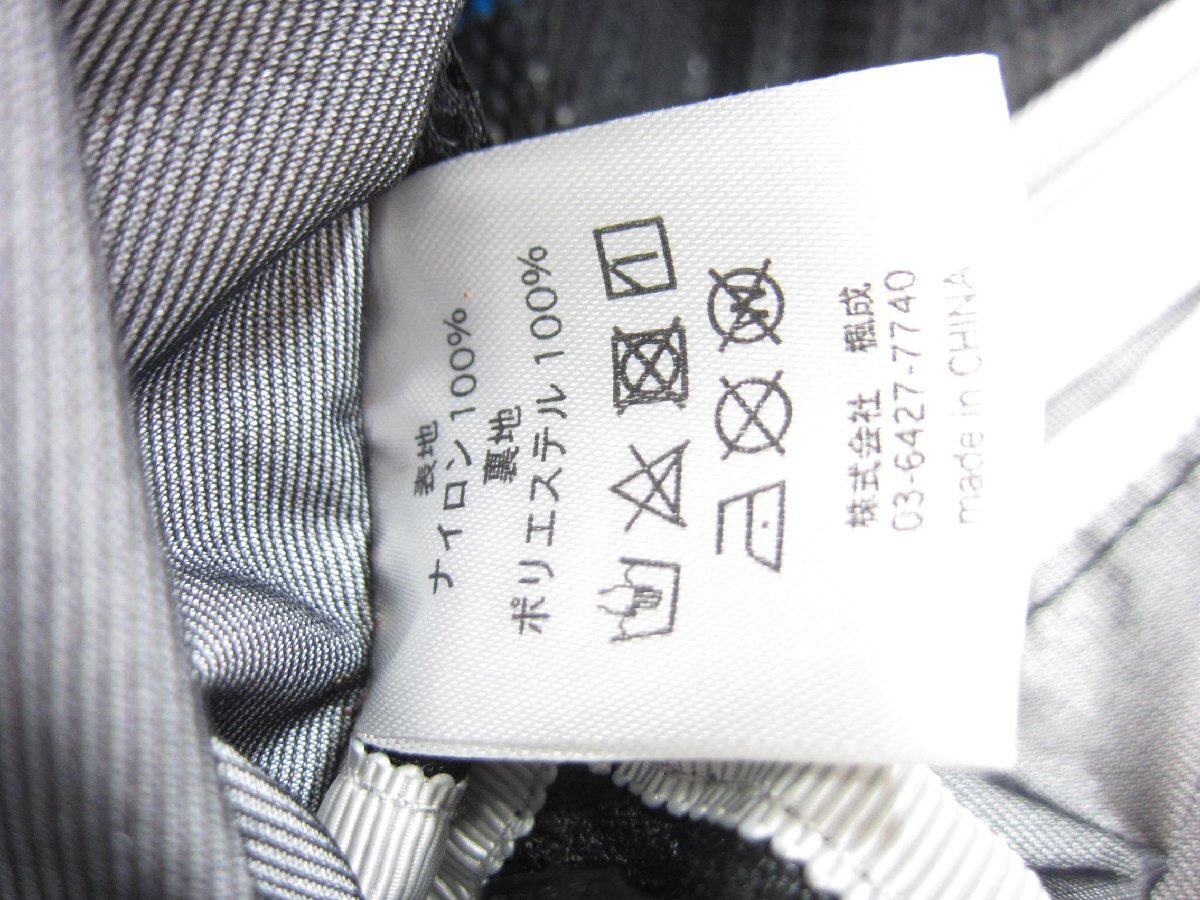 表地
ナイロン100%
裏地
ポリエステル100%
W
株式会社 楓成
03-6427-7740
made in CHINA